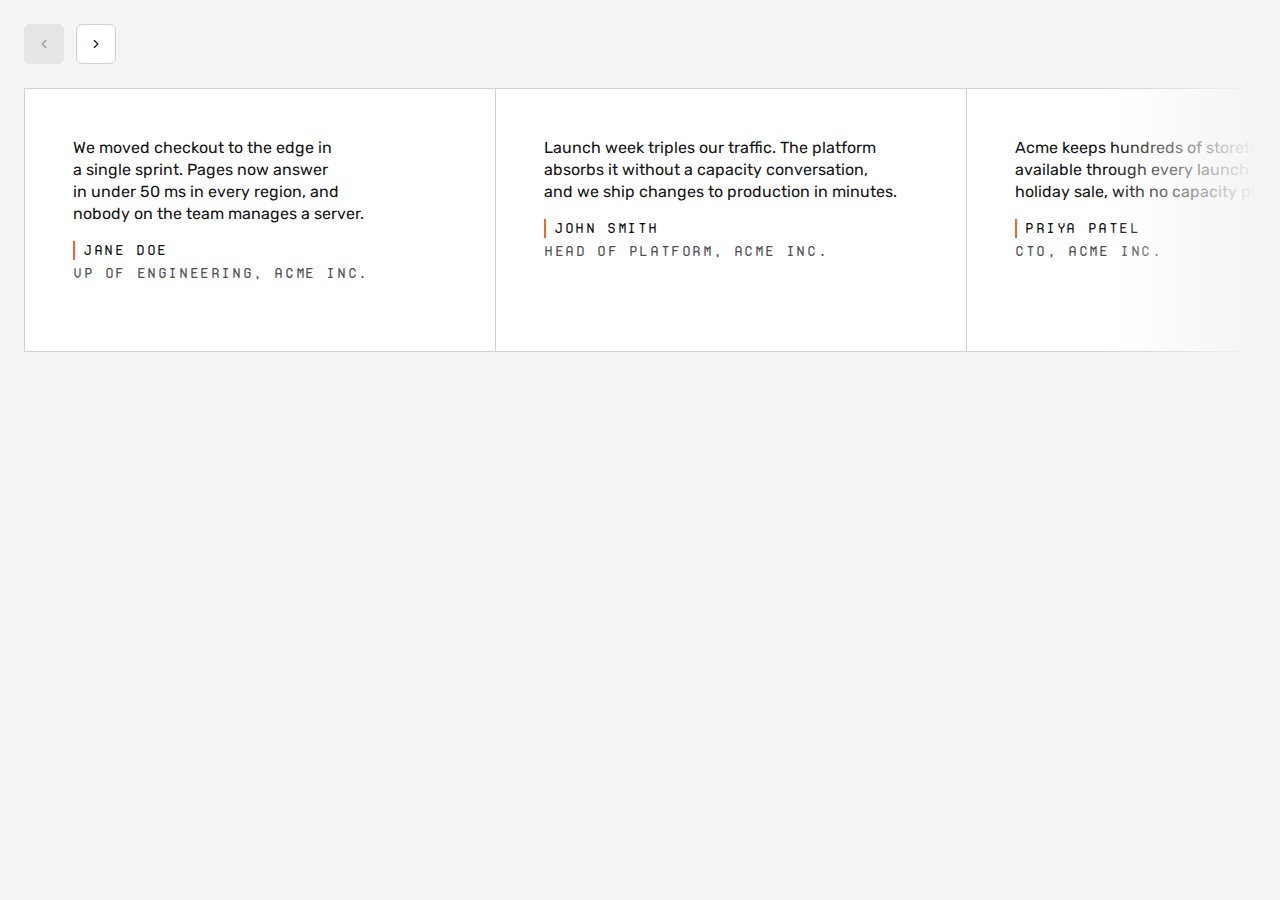 We moved checkout to the edge in
a single sprint. Pages now answer
in under 50 ms in every region, and
nobody on the team manages a server.
JANE DOE
VP OF ENGINEERING, ACME INC.
Launch week triples our traffic. The platform
absorbs it without a capacity conversation,
and we ship changes to production in minutes.
JOHN SMITH
HEAD OF PLATFORM, ACME INC.
Acme keeps hundreds of
available through every launch
holiday sale, with no capacity
PRIYA PATEL
CTO, ACME INC.